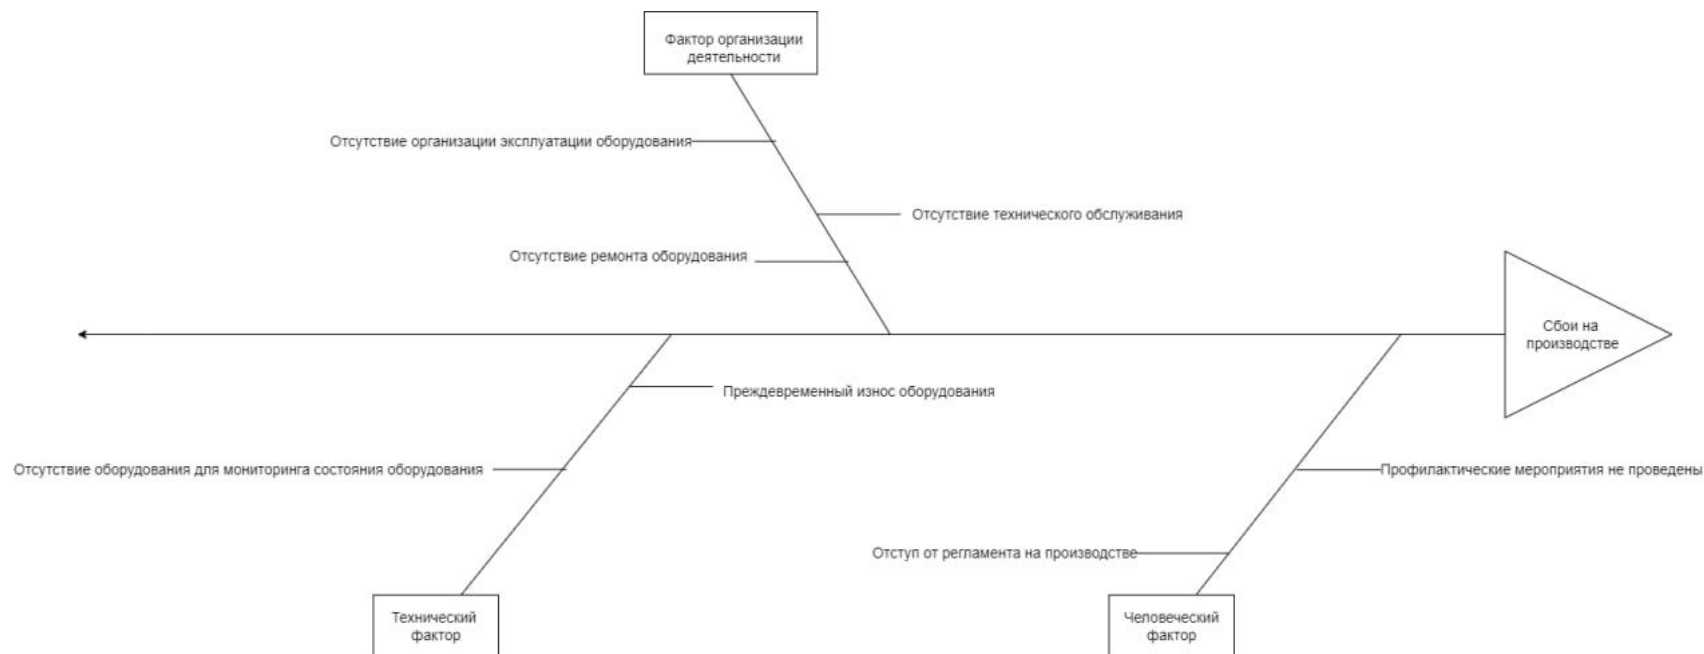 Фактор организации
деятельности
Отсутствие организации эксплуатации оборудования
Отсутствие технического обслуживания
Отсутствие ремонта оборудования
Сбои на
производстве
Преждевременный износ оборудования
Отсутствие оборудования для мониторинга состояния оборудования
Профилактические мероприятия не проведены
Отступ от регламента на производстве
Технический
фактор
Человеческий
фактор